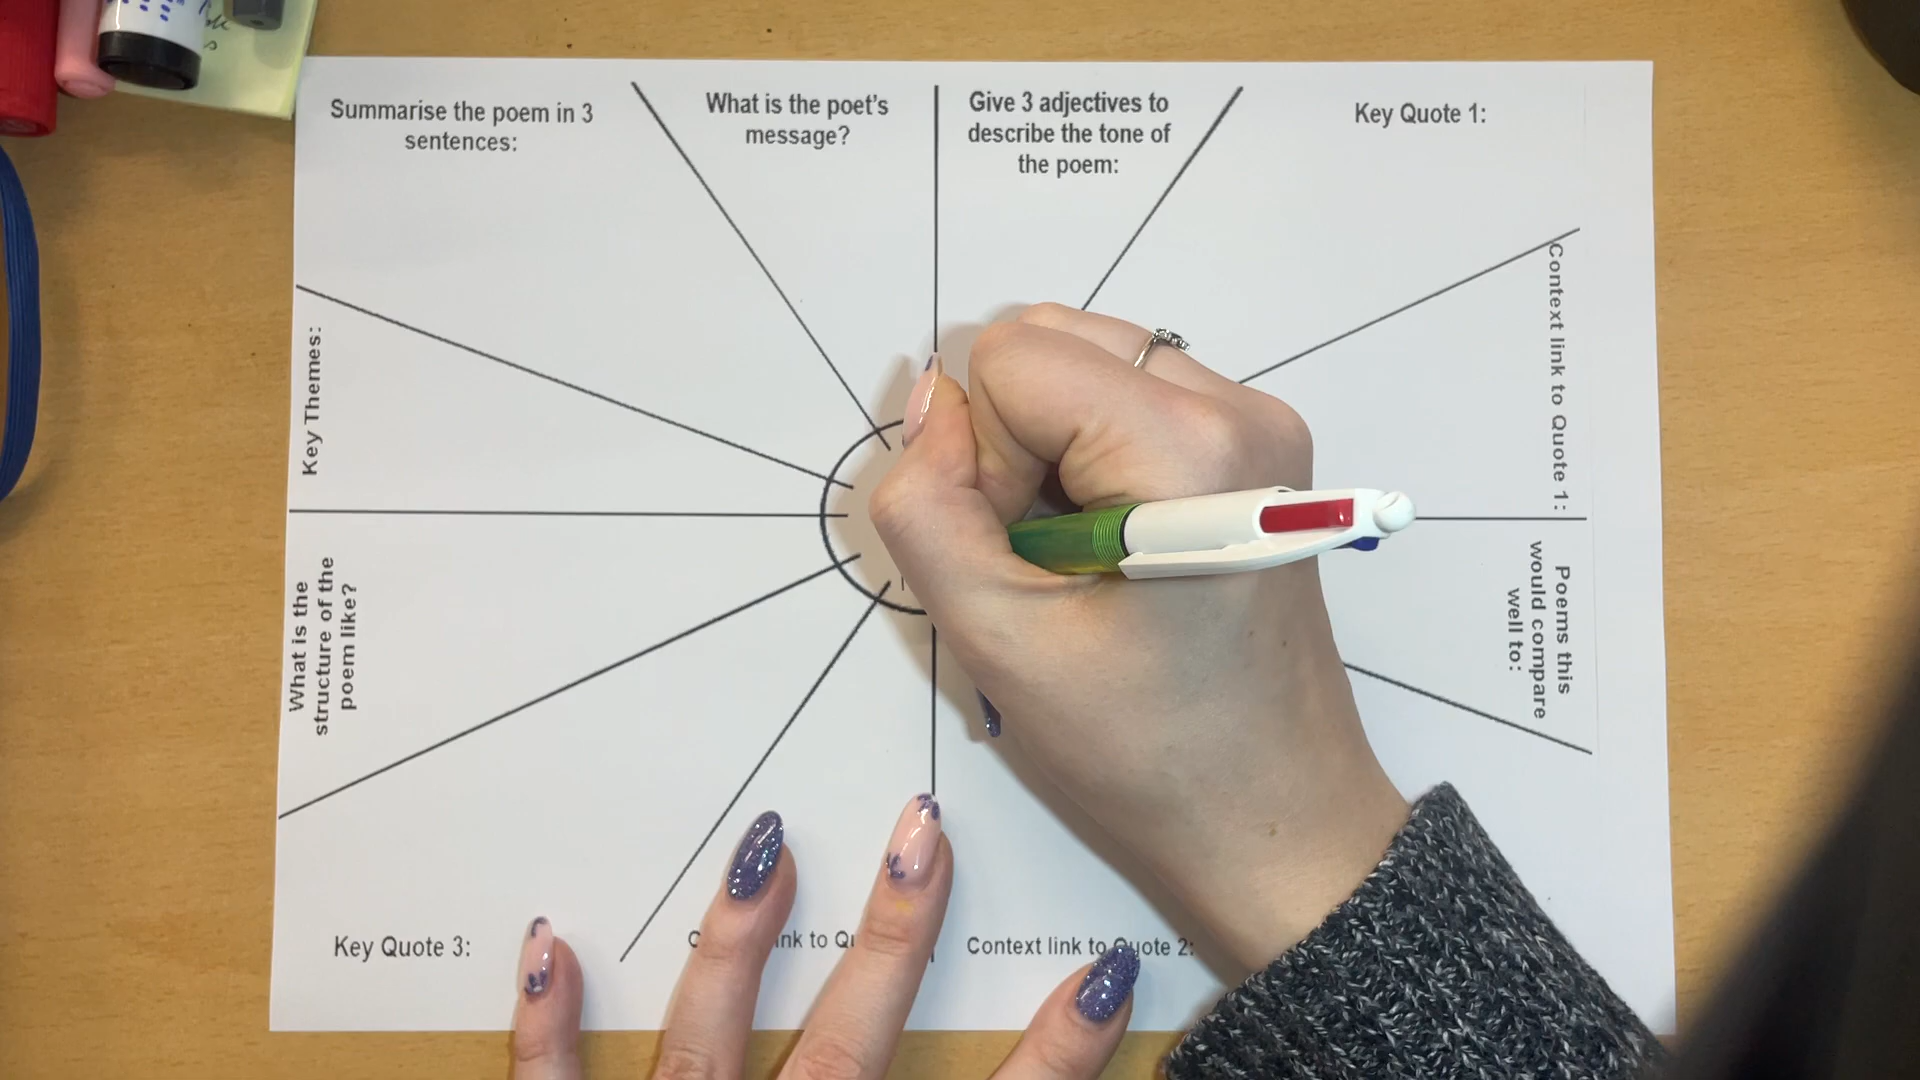 Summarise the poem in 3
sentences:
What is the poet's
message?
Give 3 adjectives to
describe the tone of
the poem:
Key Quote 1:
Context link to Quote 1:
Poems this
would compare
well to:
Context link to Quote 2:
Key Quote 3:
What is the
structure of the
poem like?
Key Themes: